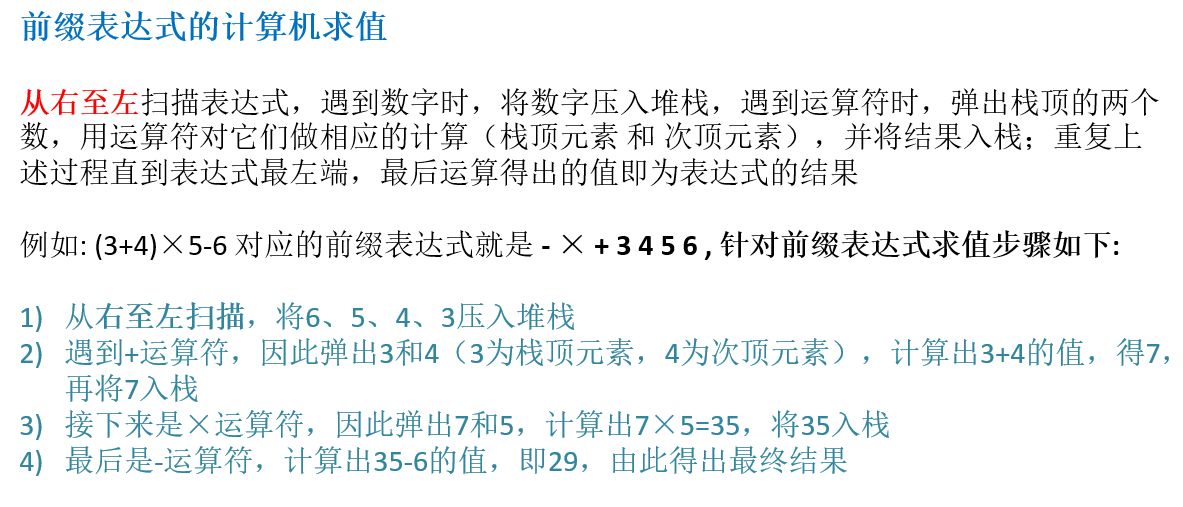 前缀表达式的计算机求值
从右至左扫描表达式，遇到数字时，将数字压入堆栈，遇到运算符时，弹出栈顶的两个
数，用运算符对它们做相应的计算（栈顶元素 和 次顶元素），并将结果入栈；重复上
述过程直到表达式最左端，最后运算得出的值即为表达式的结果
例如: (3+4)×5-6 对应的前缀表达式就是 - × + 3 4 5 6 , 针对前缀表达式求值步骤如下:
1) 从右至左扫描，将6、5、4、3压入堆栈
2) 遇到+运算符，因此弹出3和4（3为栈顶元素，4为次顶元素），计算出3+4的值，得7，
再将7入栈
3) 接下来是×运算符，因此弹出7和5，计算出7×5=35，将35入栈
4) 最后是-运算符，计算出35-6的值，即29，由此得出最终结果